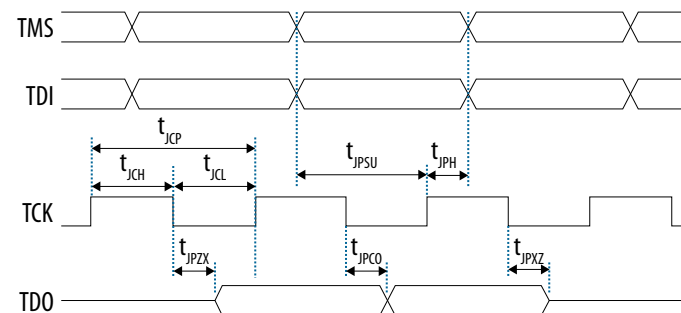 TMS
TDI
tJCP
tJCH tJCL tJPSU tJPH
TCK
tJPZX tJPCO tJPXZ
TDO